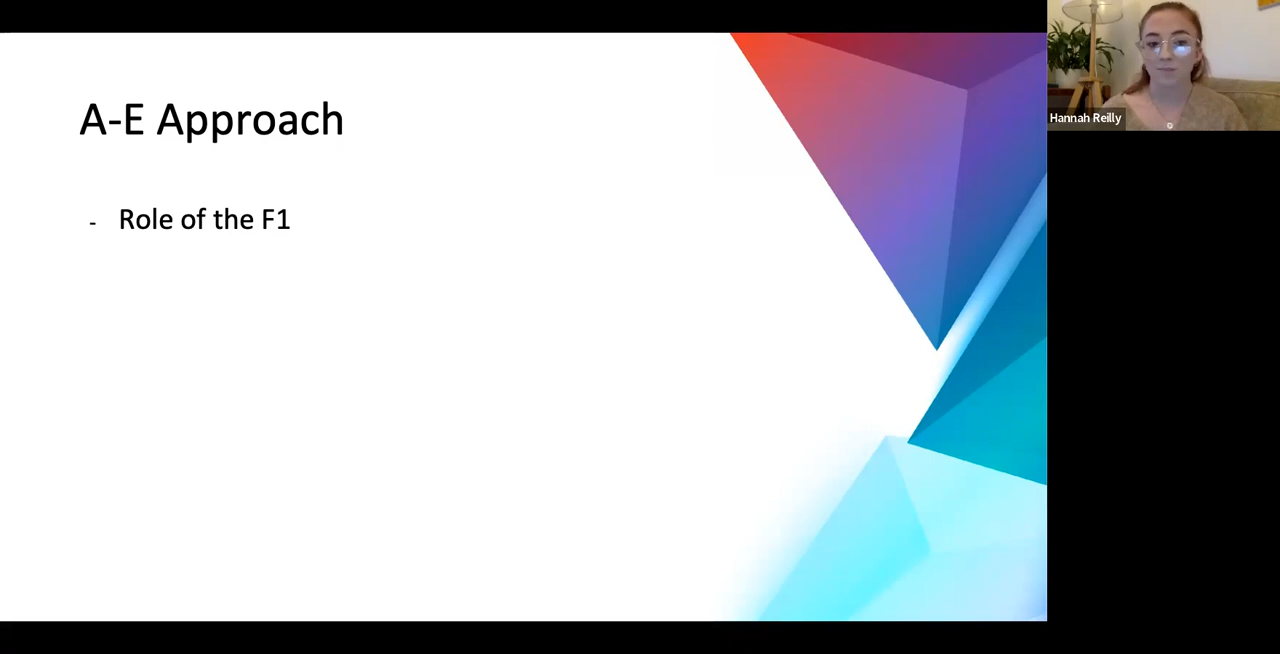 A-E Approach
- Role of the F1
Hannah Reilly